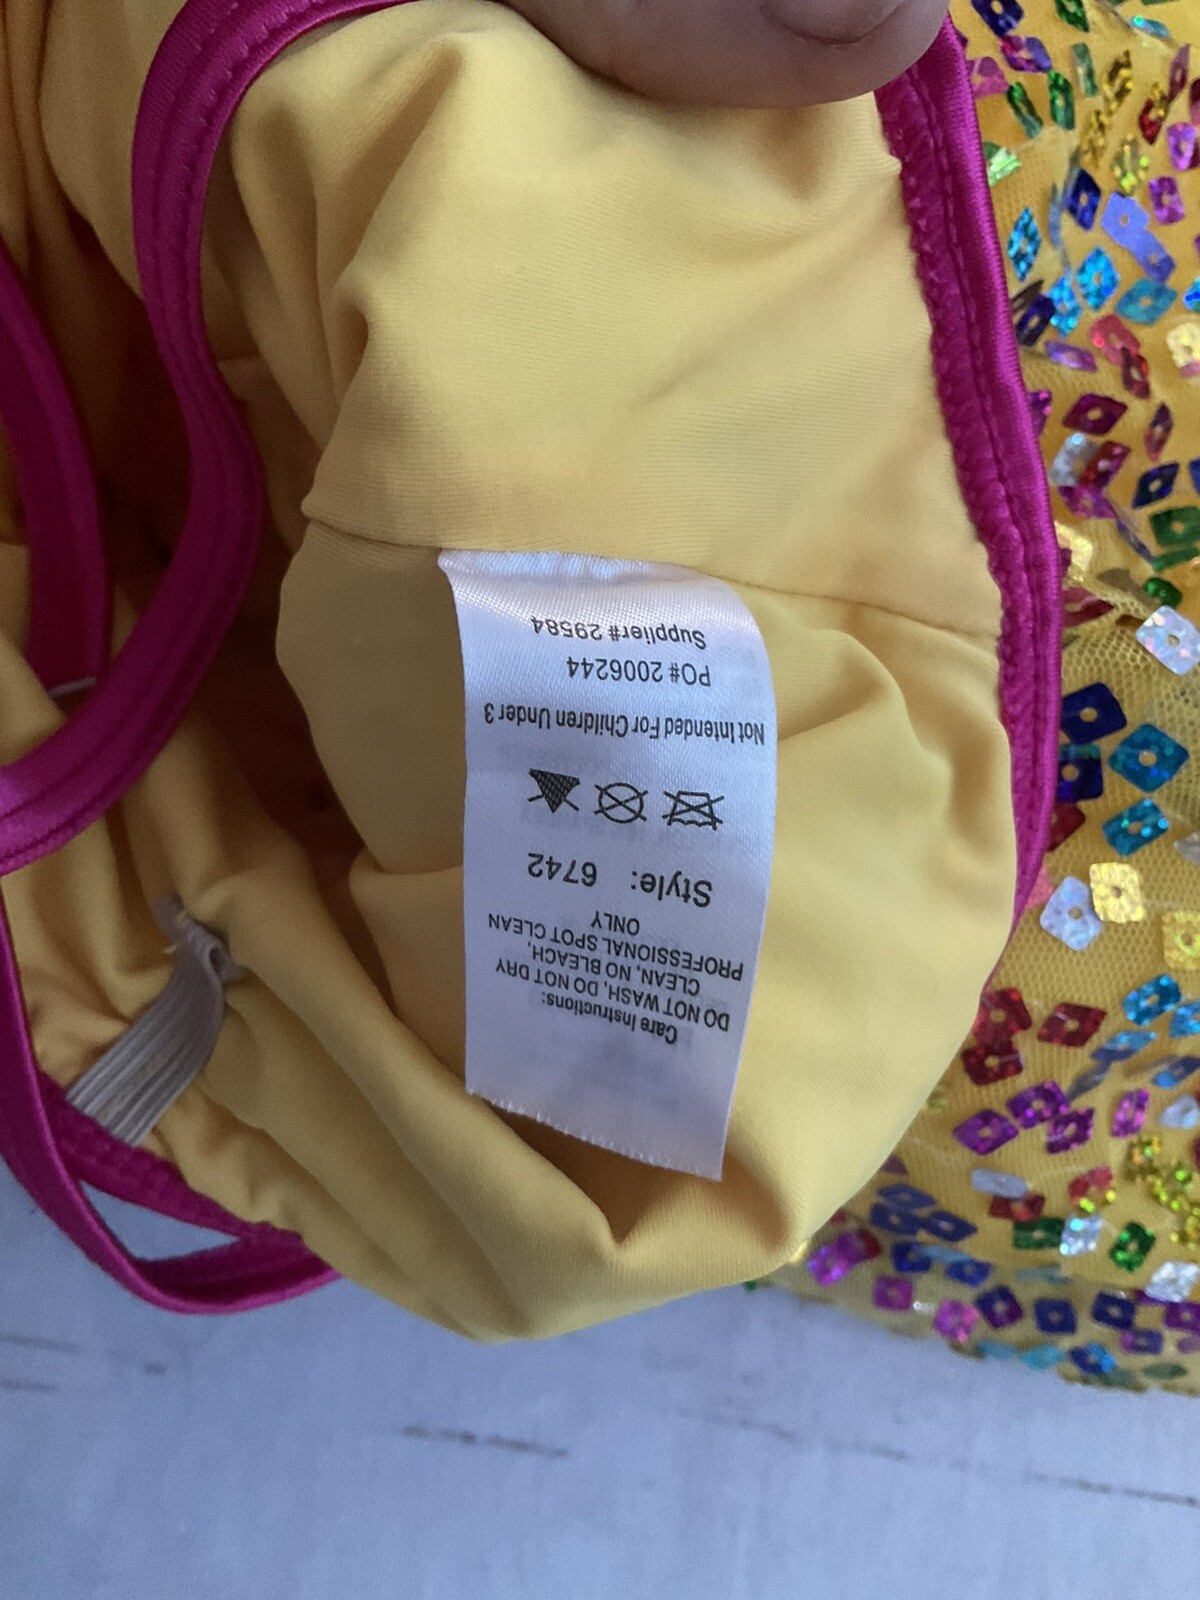 Care Instructions:
DO NOT WASH, DO NOT DRY
CLEAN, NO BLEACH,
PROFESSIONAL SPOT CLEAN
ONLY
Style: 6742
Not Intended For Children Under 3
PO# 2006244
Supplier# 29584